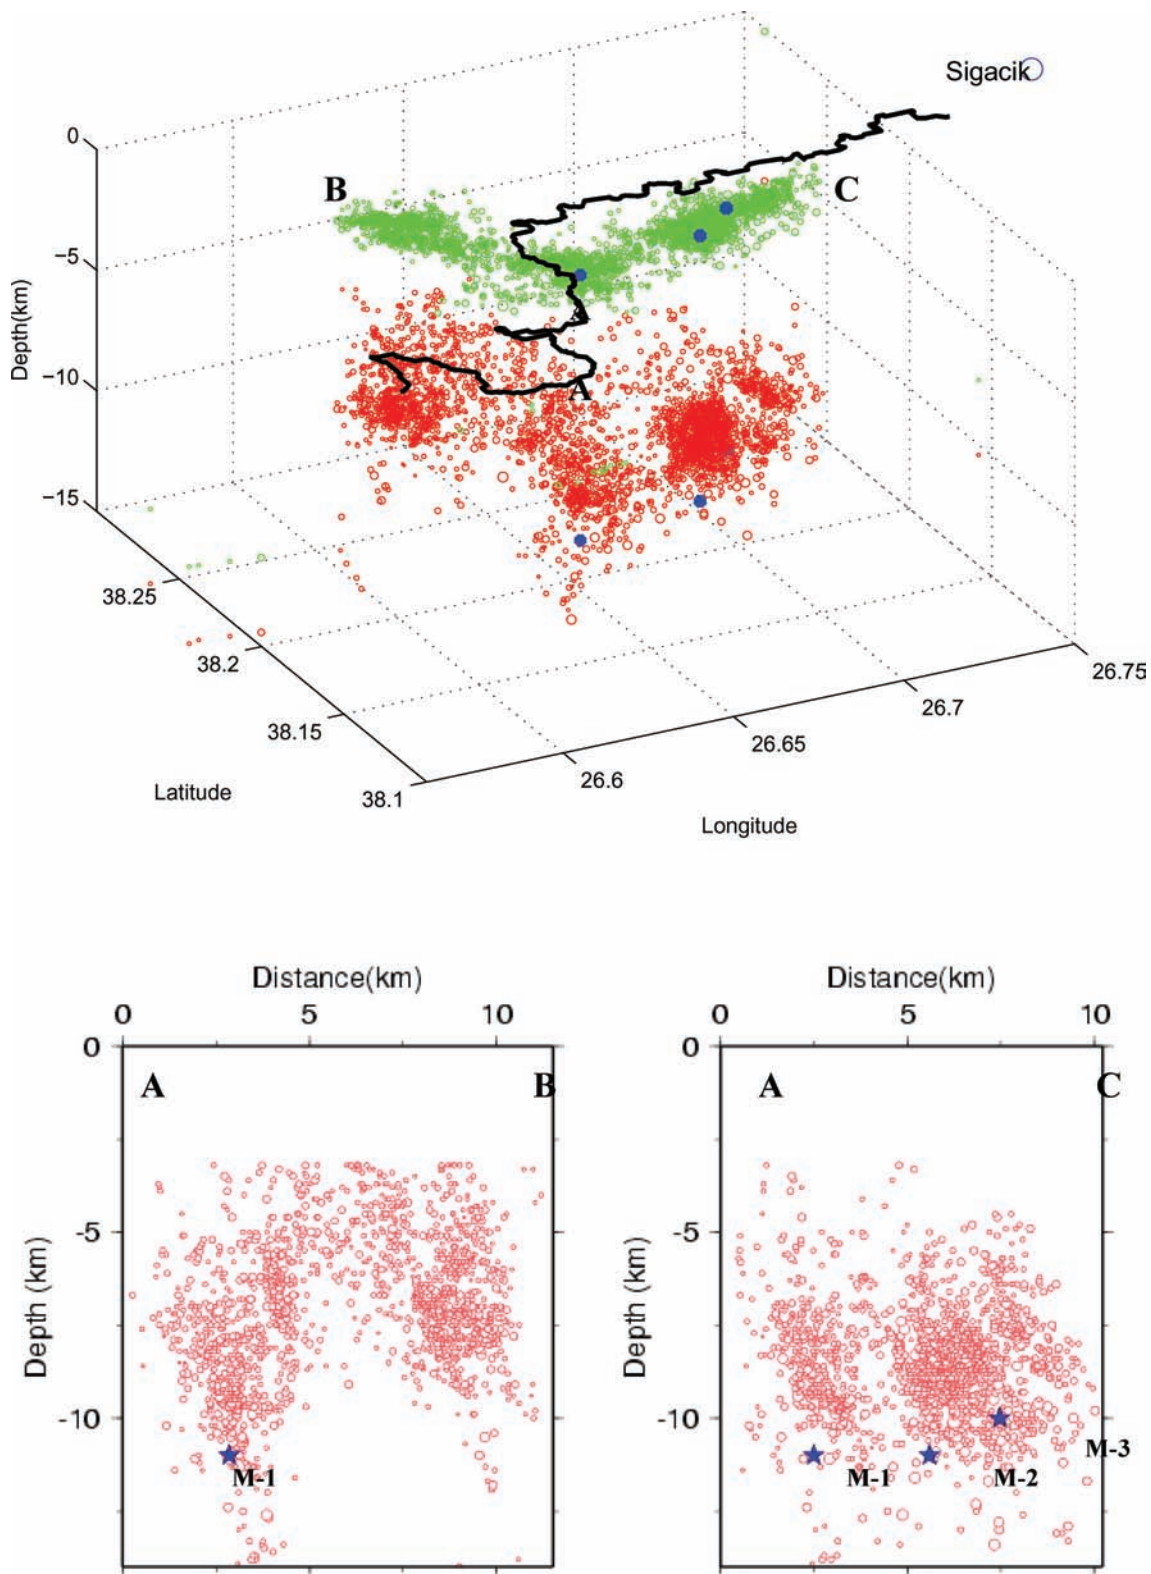 Sigacik
0
B
C
−5
Depth(km)
A
−10
A
−15
38.25
38.2
26.75
38.15
26.7
26.65
Latitude
38.1
26.6
Longitude
Distance(km)
Distance(km)
0 5 10
0 5 10
0
0
A B
A C
-5
-5
Depth (km)
Depth (km)
-10
-10
M-3
M-1
M-1 M-2